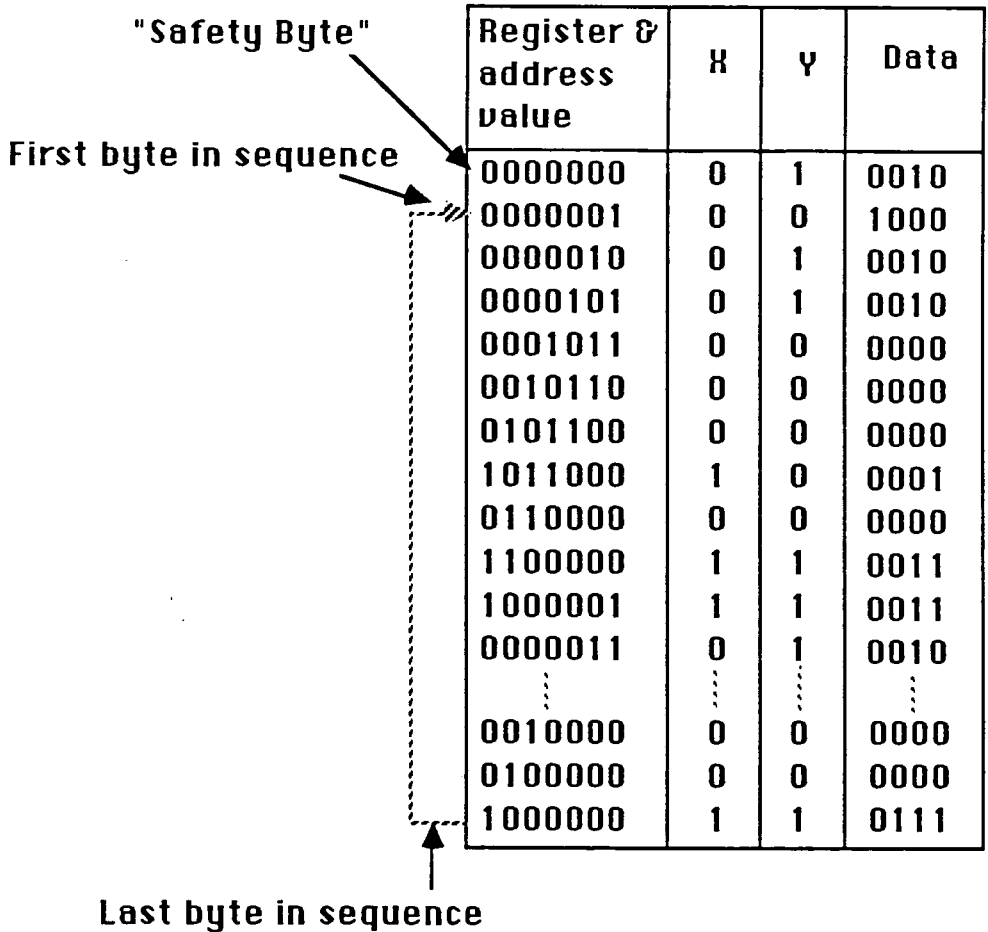 "Safety Byte"
First byte in sequence
Register & address value X Y Data
0000000 0 1 0010
0000001 0 0 1000
0000010 0 1 0010
0000101 0 1 0010
0001011 0 0 0000
0010110 0 0 0000
0101100 0 0 0000
1011000 1 0 0001
0110000 0 0 0000
1100000 1 1 0011
1000001 1 1 0011
0000011 0 1 0010
0010000 0 0 0000
0100000 0 0 0000
1000000 1 1 0111
Last byte in sequence